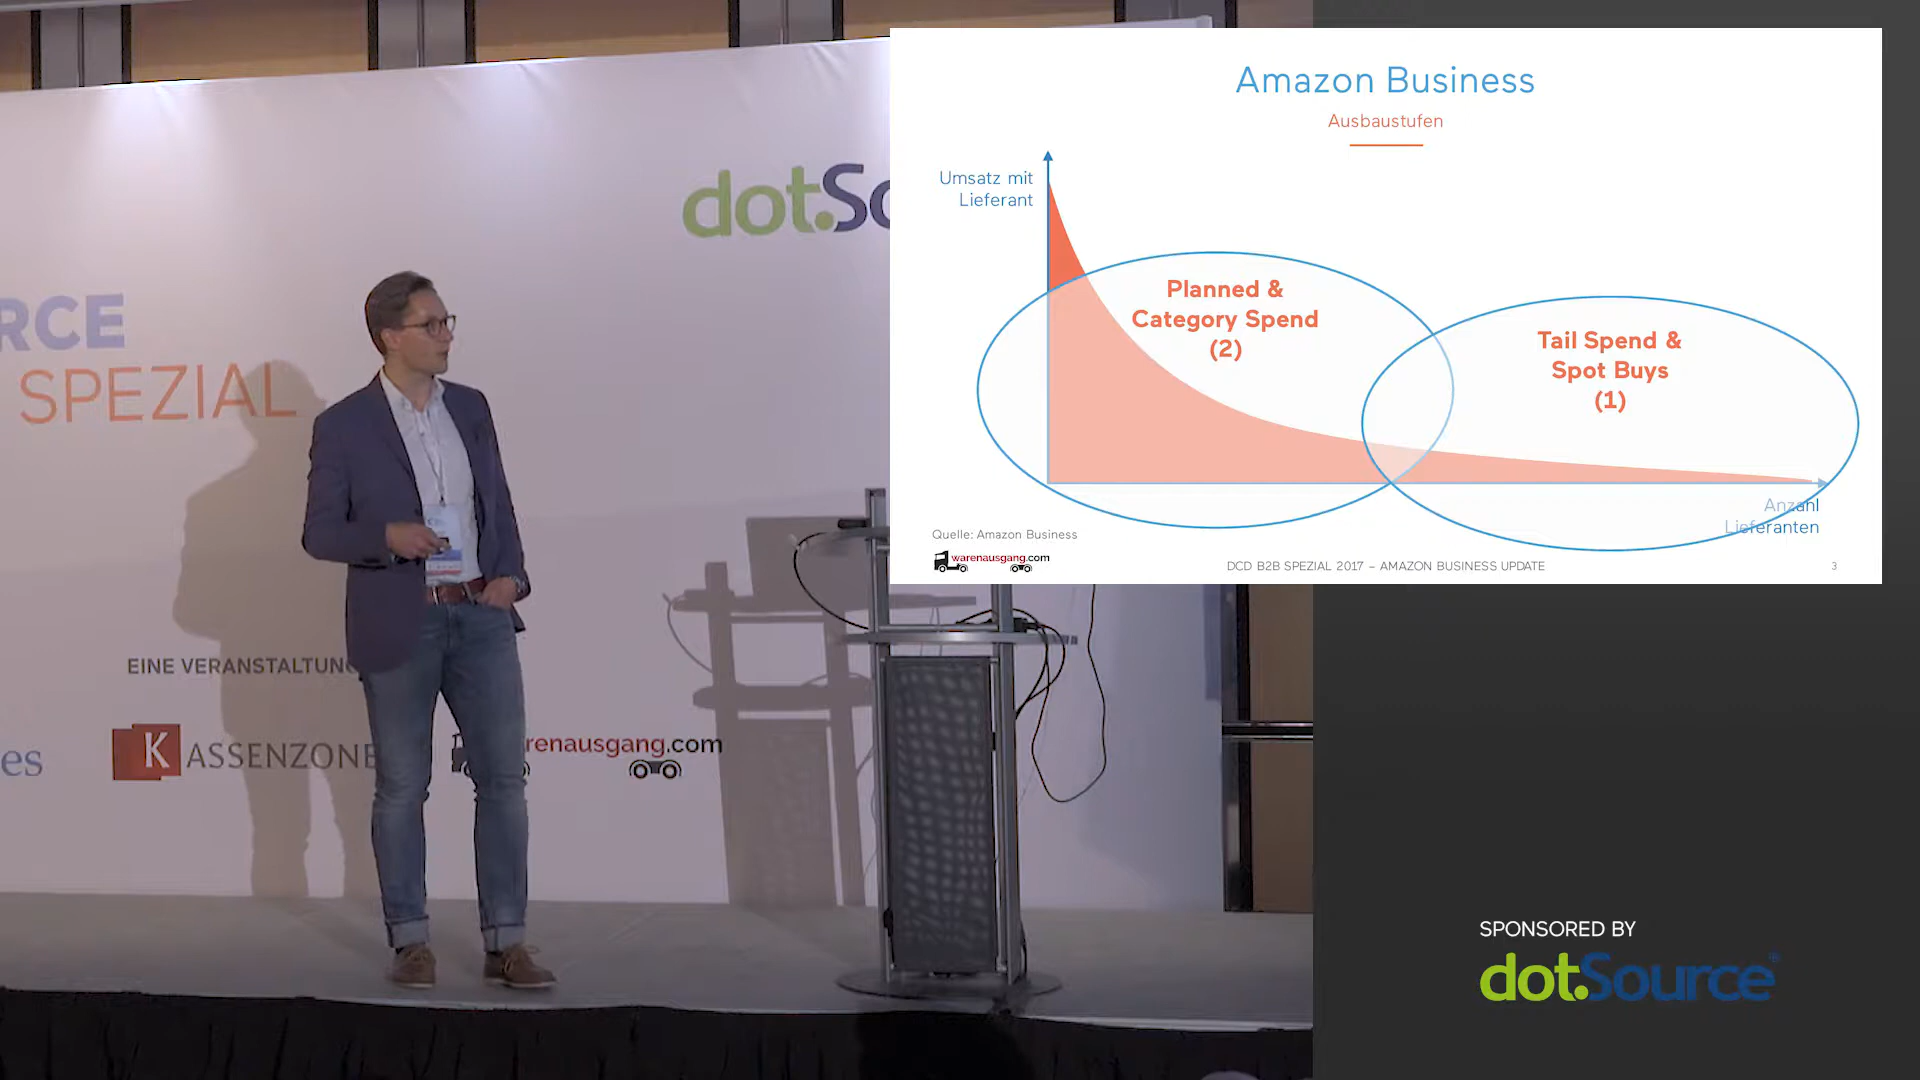 dot.So
RCE
SPEZIAL
EINE VERANSTALTUNG
es
K
ASSENZONE
renausgang.com
Amazon Business
Ausbaustufen
Umsatz mit
Lieferant
Planned &
Category Spend
(2)
Tail Spend &
Spot Buys
(1)
Anzahl
Lieferanten
Quelle: Amazon Business
warenausgang.com
DCD B2B SPEZIAL 2017 – AMAZON BUSINESS UPDATE
3
SPONSORED BY
dot.Source®